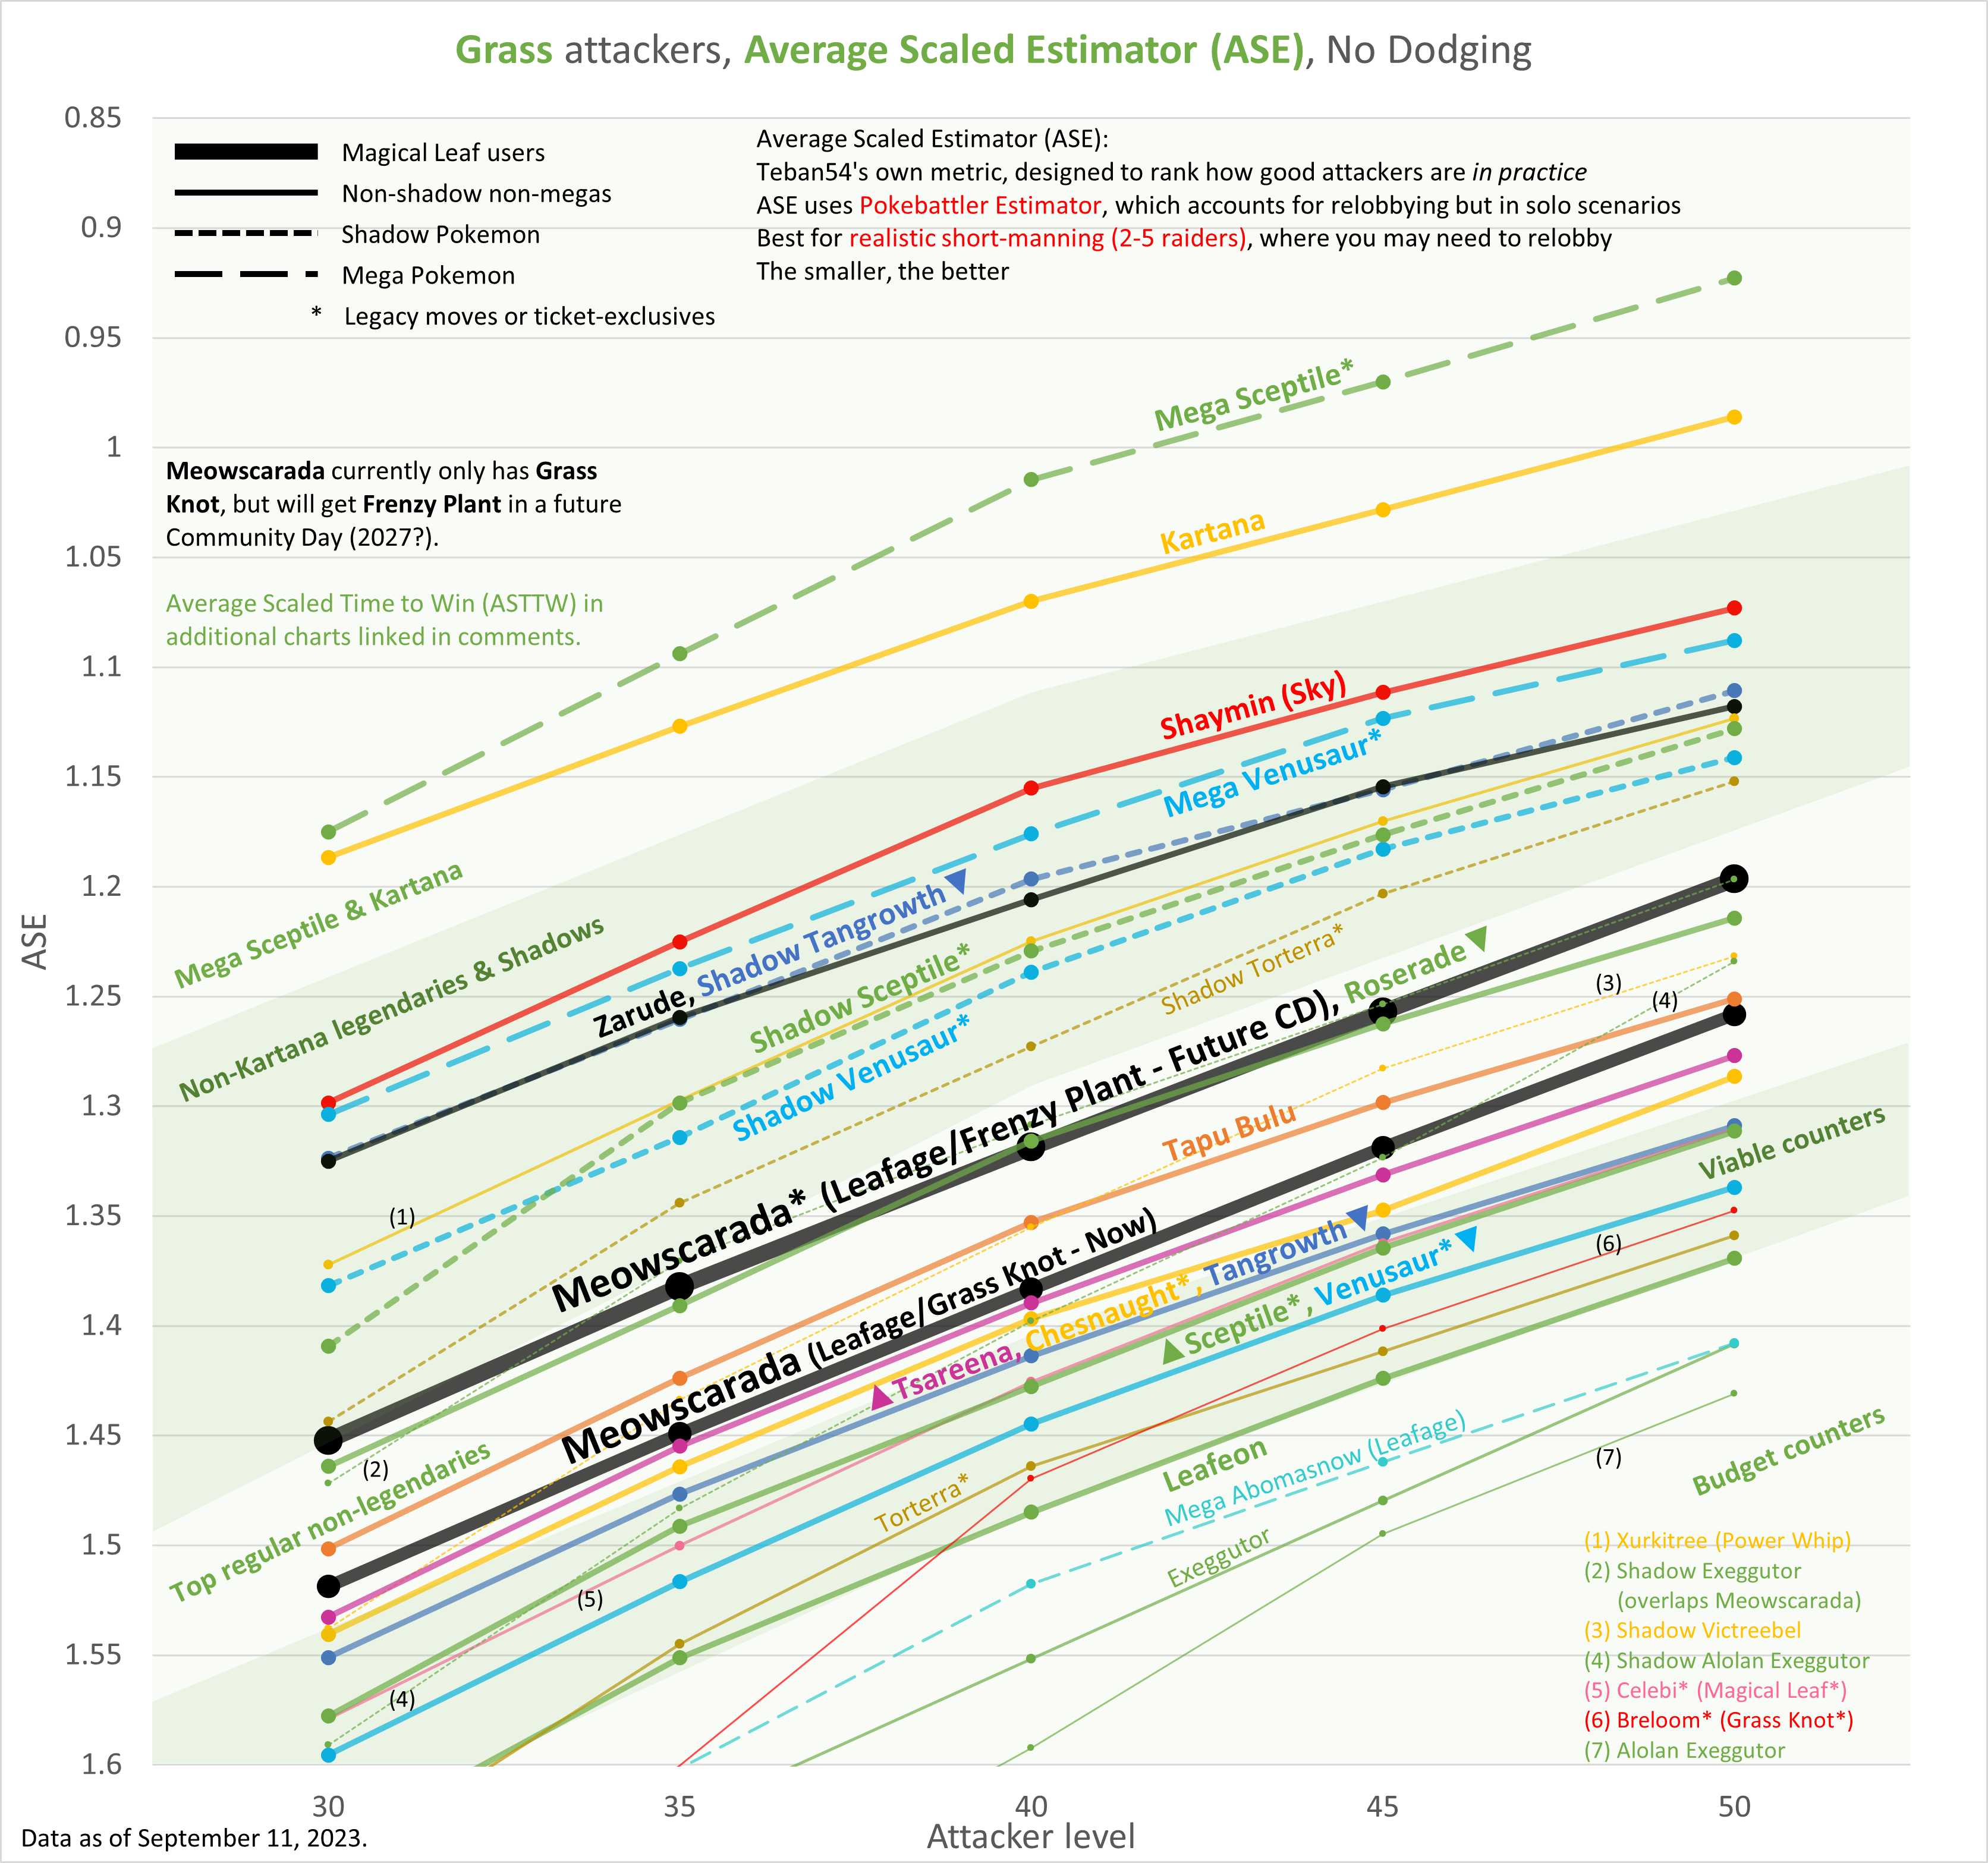 Grass attackers, Average Scaled Estimator (ASE), No Dodging
0.85
0.9
0.95
1
1.05
1.1
1.15
1.2
1.25
1.3
1.35
1.4
1.45
1.5
1.55
1.6
ASE
Magical Leaf users
Non-shadow non-megas
Shadow Pokemon
Mega Pokemon
* Legacy moves or ticket-exclusives
Average Scaled Estimator (ASE):
Teban54's own metric, designed to rank how good attackers are in practice
ASE uses Pokebattler Estimator, which accounts for relobbying but in solo scenarios
Best for realistic short-manning (2-5 raiders), where you may need to relobby
The smaller, the better
Meowscarada currently only has Grass
Knot, but will get Frenzy Plant in a future
Community Day (2027?).
Average Scaled Time to Win (ASTTW) in
additional charts linked in comments.
Mega Sceptile*
Kartana
Shaymin (Sky)
Mega Venusaur*
Mega Sceptile & Kartana
Non-Kartana legendaries & Shadows
Zarude, Shadow Tangrowth
Shadow Sceptile*
Shadow Venusaur*
Shadow Torterra*
(1)
Meowscarada* (Leafage/Frenzy Plant - Future CD), Roserade
(3)
(4)
Tapu Bulu
Viable counters
Meowscarada (Leafage/Grass Knot - Now)
Tsareena, Chesnaught*, Tangrowth
Sceptile*, Venusaur*
(6)
(2)
Top regular non-legendaries
Torterra*
Leafeon
Mega Abomasnow (Leafage)
Exeggutor
(7)
Budget counters
(5)
(4)
(1) Xurkitree (Power Whip)
(2) Shadow Exeggutor
(overlaps Meowscarada)
(3) Shadow Victreebel
(4) Shadow Alolan Exeggutor
(5) Celebi* (Magical Leaf*)
(6) Breloom* (Grass Knot*)
(7) Alolan Exeggutor
30
35
40
45
50
Attacker level
Data as of September 11, 2023.